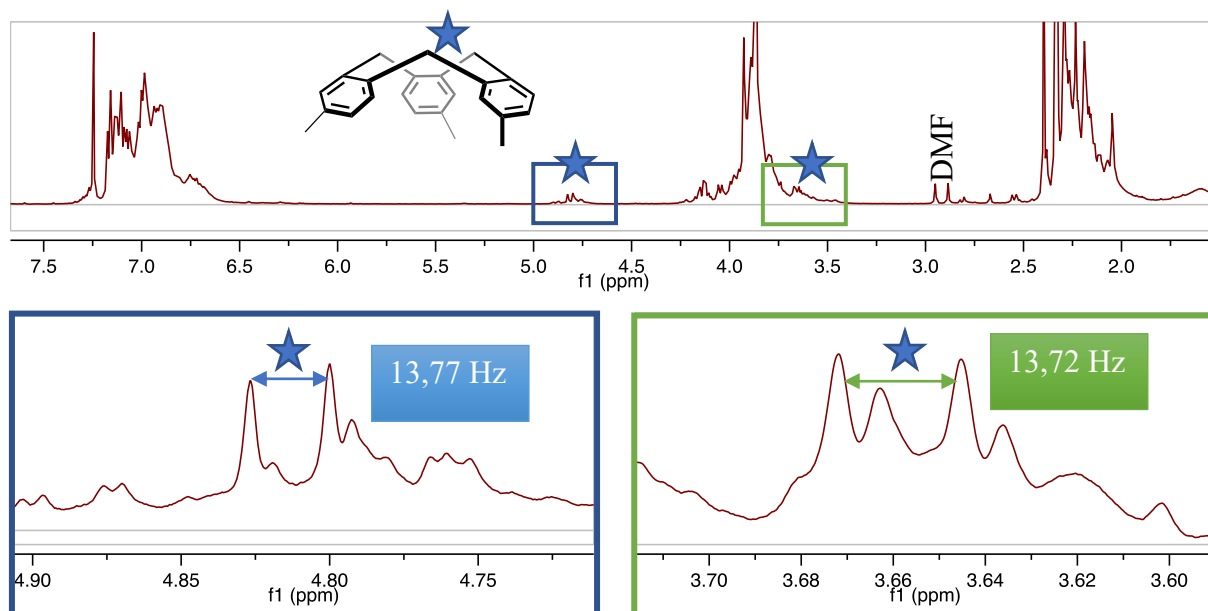 DMF
7.5 7.0 6.5 6.0 5.5 5.0 4.5 4.0 3.5 3.0 2.5 2.0
f1 (ppm)
13,77 Hz
4.90 4.85 4.80 4.75
f1 (ppm)
13,72 Hz
3.70 3.68 3.66 3.64 3.62 3.60
f1 (ppm)